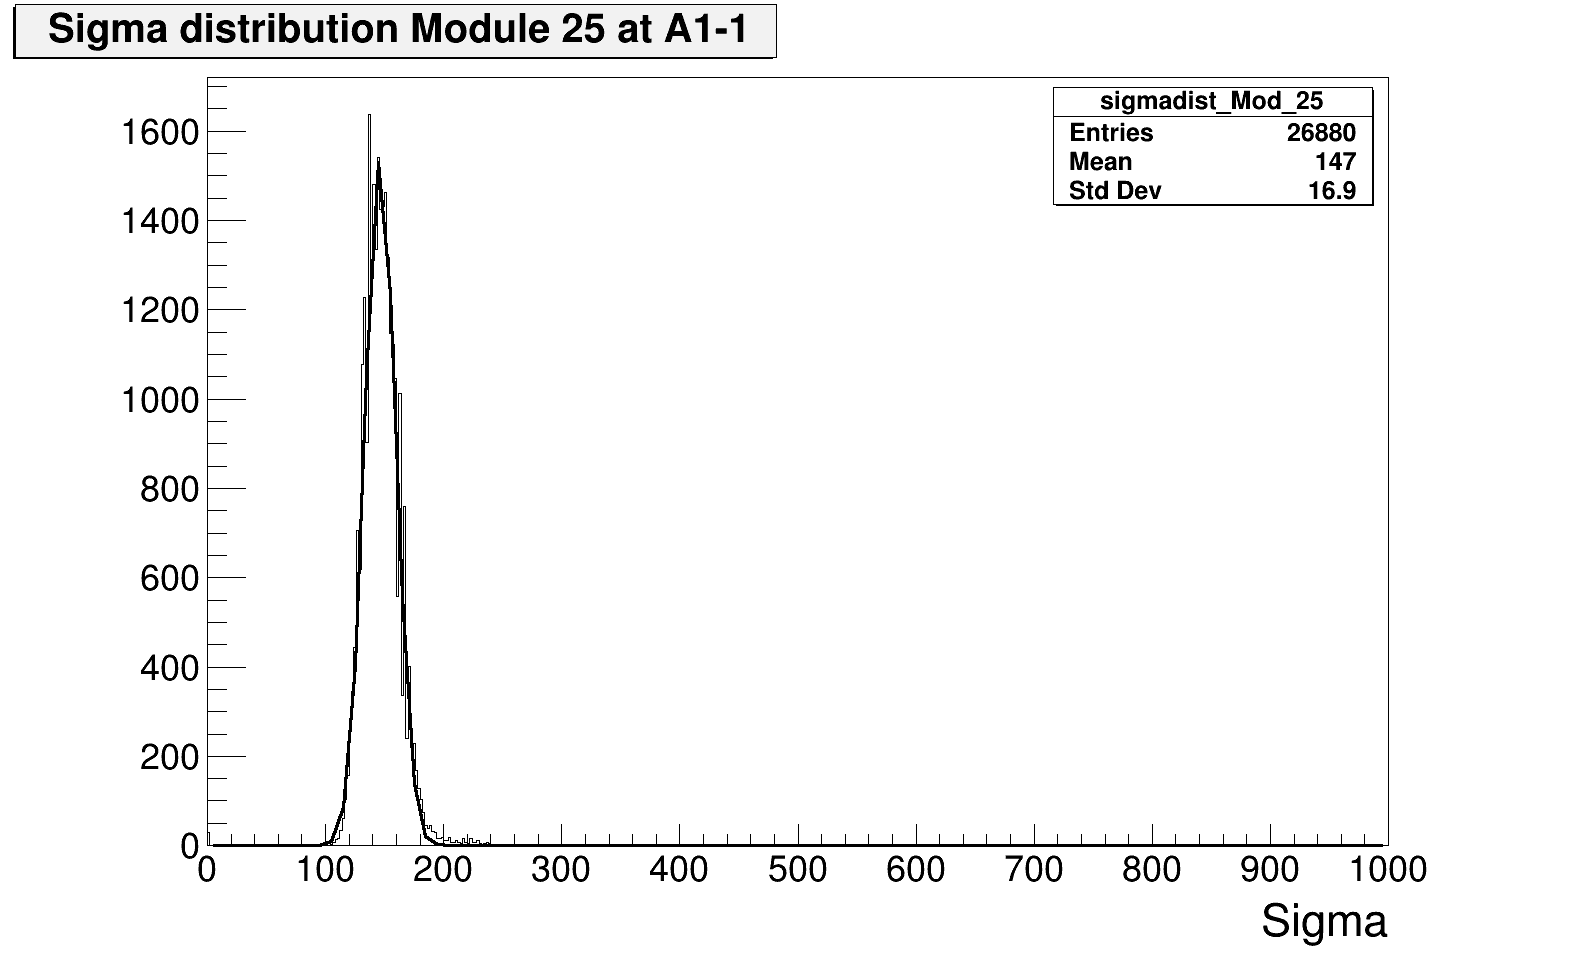 Sigma distribution Module 25 at A1-1
sigmadist_Mod_25
Entries 26880
Mean 147
Std Dev 16.9
1600
1400
1200
1000
800
600
400
200
0
0 100 200 300 400 500 600 700 800 900 1000
Sigma